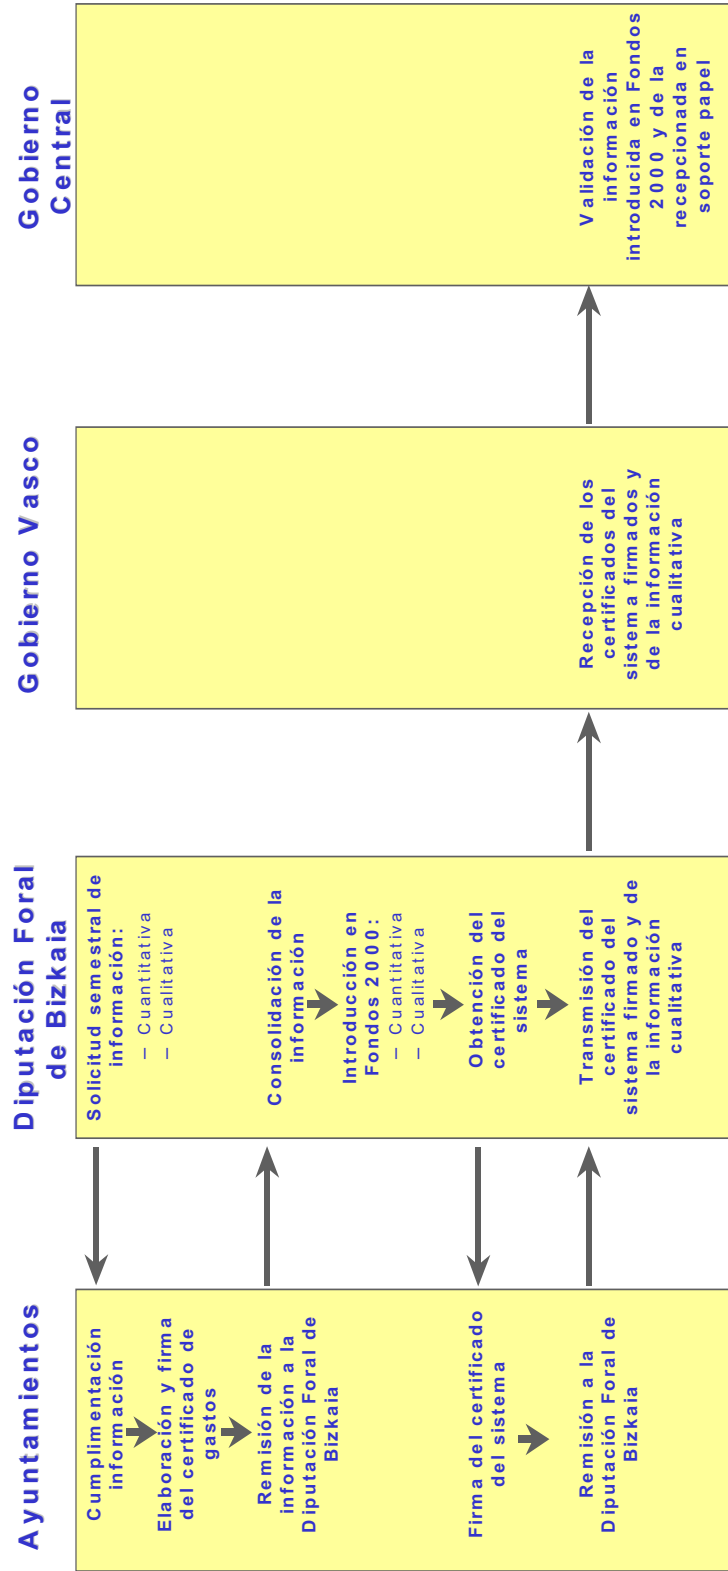 Ayuntamientos
Cumplimentación
información
Elaboración y firma
del certificado de
gastos
Remisión de la
información a la
Diputación Foral de
Bizkaia
Firma del certificado
del sistema
Remisión a la
Diputación Foral de
Bizkaia
Diputación Foral
de Bizkaia
Solicitud semestral de
información:
– Cuantitativa
– Cualitativa
Consolidación de la
información
Introducción en
Fondos 2000:
– Cuantitativa
– Cualitativa
Obtención del
certificado del
sistema
Transmisión del
certificado del
sistema firmado y de
la información
cualitativa
Gobierno Vasco
Recepción de los
certificados del
sistema firmados y
de la información
cualitativa
Gobierno
Central
Validación de la
información
introducida en Fondos
2000 y de la
recepcionada en
soporte papel